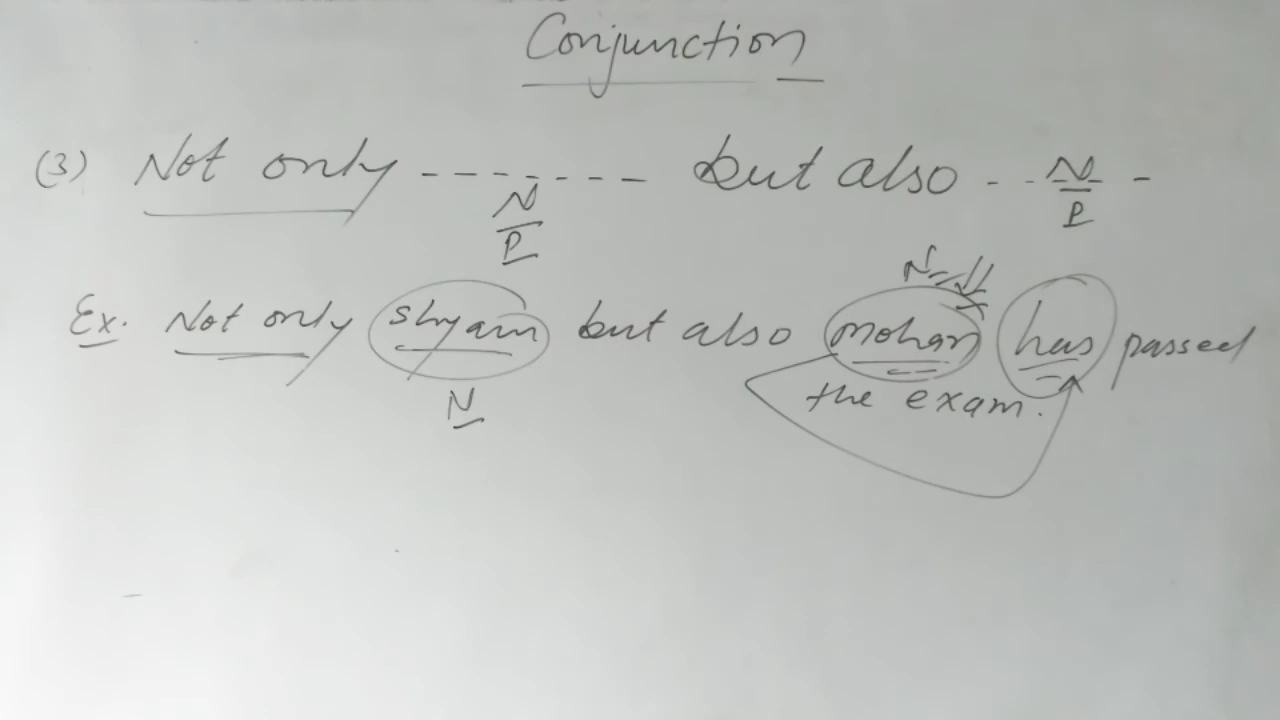 Conjunction
(3) Not only -------- but also -- N --
N P
P
N
Ex. Not only shyam but also mohan has passed
N the exam.